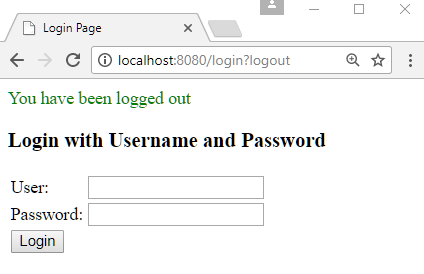 Login Page
localhost:8080/login?logout
You have been logged out
Login with Username and Password
User:
Password:
Login